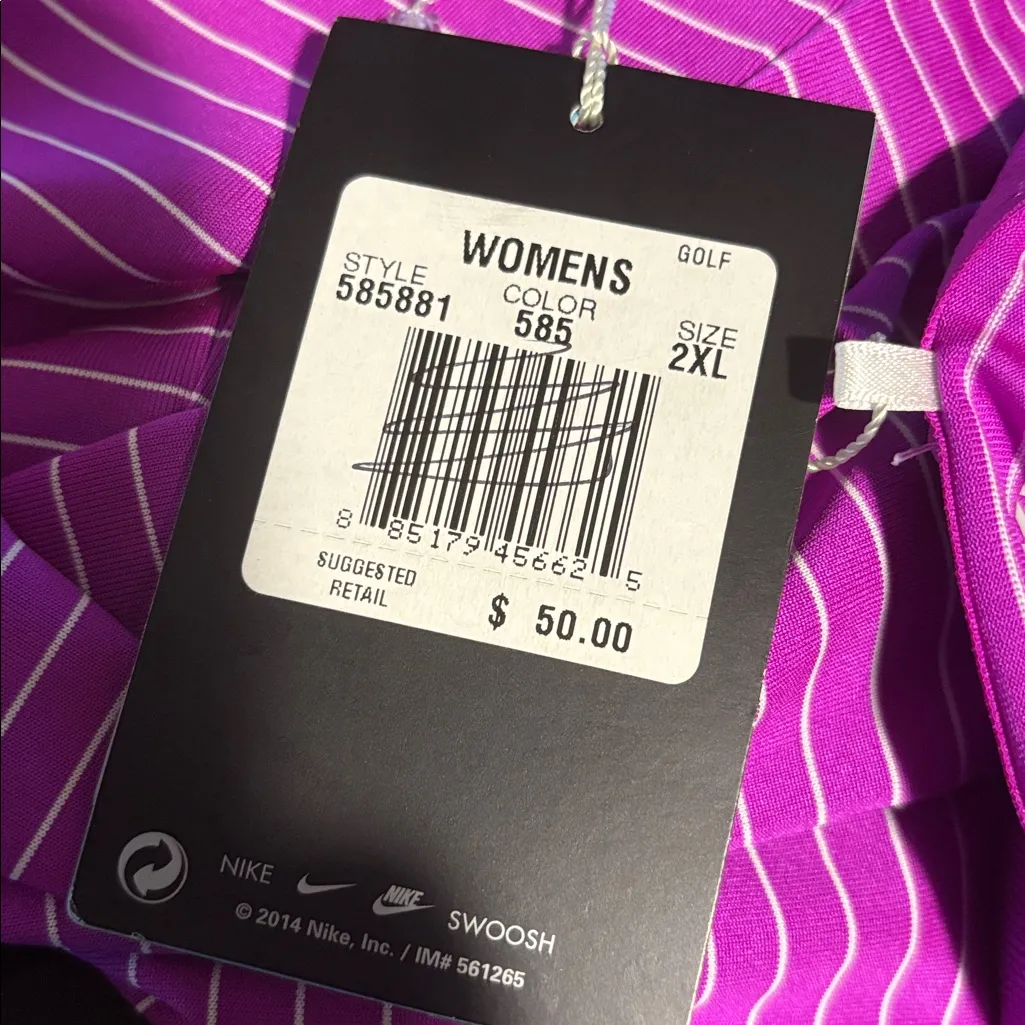 WOMENS GOLF
STYLE COLOR SIZE
585881 585 2XL
8 85179 45662 5
SUGGESTED
RETAIL
$ 50.00
NIKE NIKE SWOOSH
© 2014 Nike, Inc. / IM# 561265